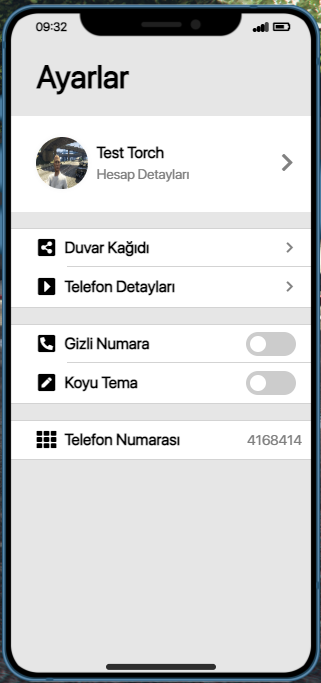 09:32
Ayarlar
Test Torch
Hesap Detayları
Duvar Kağıdı
Telefon Detayları
Gizli Numara
Koyu Tema
Telefon Numarası 4168414